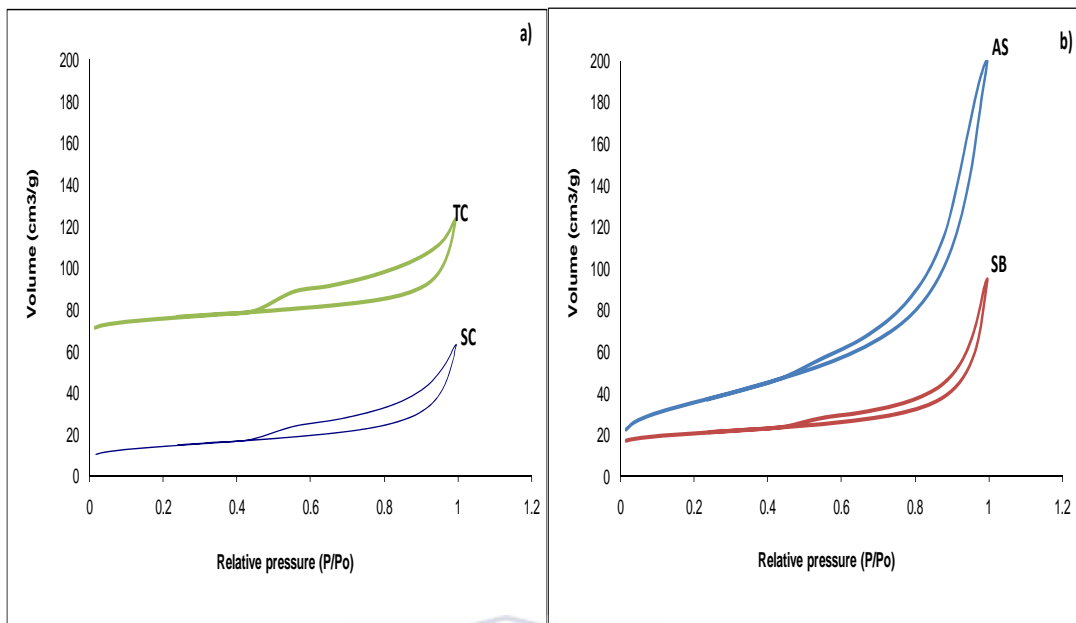 a)
200
180
160
140
120
100
80
60
40
20
0
Volume (cm3/g)
TC
SC
0 0.2 0.4 0.6 0.8 1 1.2
Relative pressure (P/Po)
b)
200
180
160
140
120
100
80
60
40
20
0
Volume (cm3/g)
AS
SB
0 0.2 0.4 0.6 0.8 1 1.2
Relative pressure (P/Po)